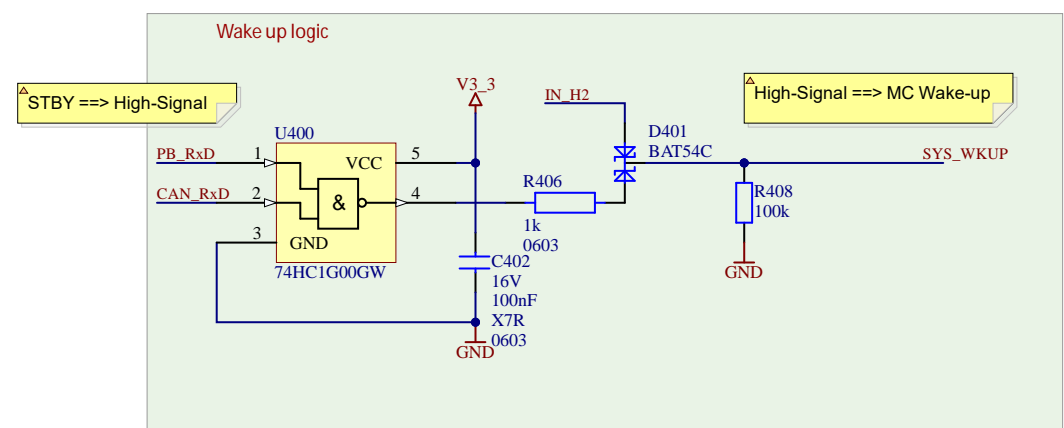 Wake up logic
STBY ==> High-Signal
High-Signal ==> MC Wake-up
V3_3
IN_H2
U400
D401
BAT54C
PB_RxD
1
VCC
5
SYS_WKUP
CAN_RxD
2
&
4
R406
R408
100k
3
GND
1k
0603
74HC1G00GW
C402
16V
100nF
X7R
0603
GND
GND